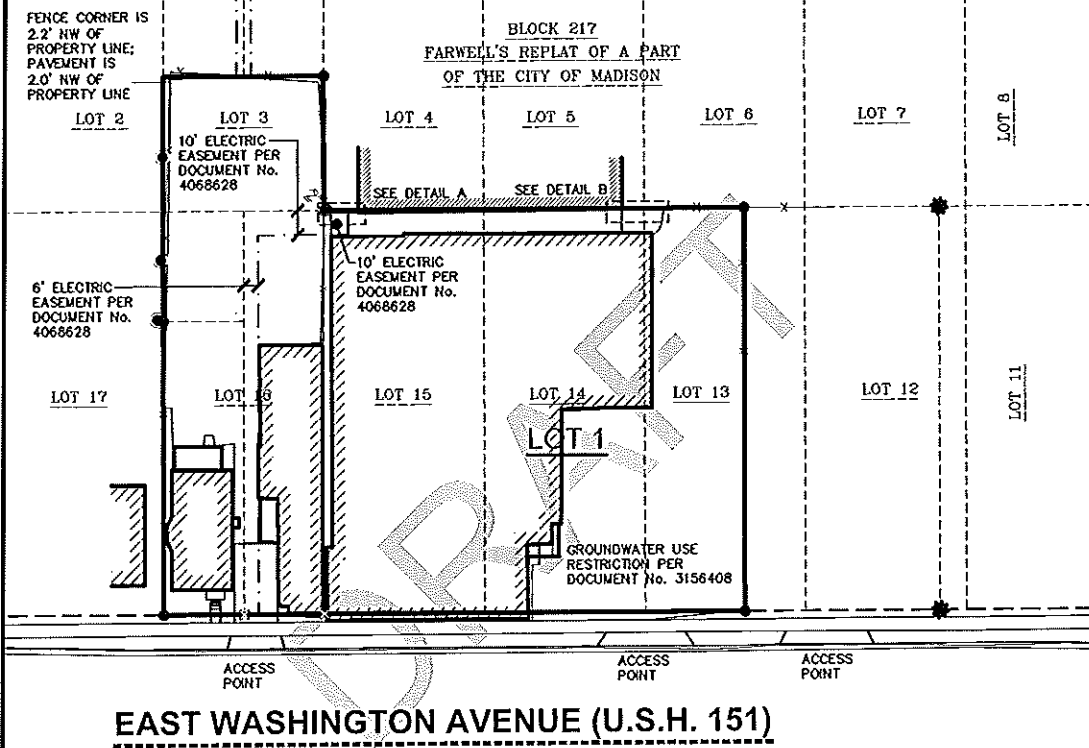 FENCE CORNER IS
2.2' NW OF
PROPERTY LINE;
PAVEMENT IS
2.0' NW OF
PROPERTY LINE
BLOCK 217
FARWELL'S REPLAT OF A PART
OF THE CITY OF MADISON
LOT 2
LOT 3
LOT 4
LOT 5
LOT 6
LOT 7
LOT 8
10' ELECTRIC
EASEMENT PER
DOCUMENT No.
4068628
SEE DETAIL A
SEE DETAIL B
10' ELECTRIC
EASEMENT PER
DOCUMENT No.
4068628
6' ELECTRIC
EASEMENT PER
DOCUMENT No.
4068628
LOT 17
LOT 16
LOT 15
LOT 14
LOT 13
LOT 12
LOT 11
LOT 1
GROUNDWATER USE
RESTRICTION PER
DOCUMENT No. 3156408
DRAFT
ACCESS
POINT
ACCESS
POINT
ACCESS
POINT
EAST WASHINGTON AVENUE (U.S.H. 151)